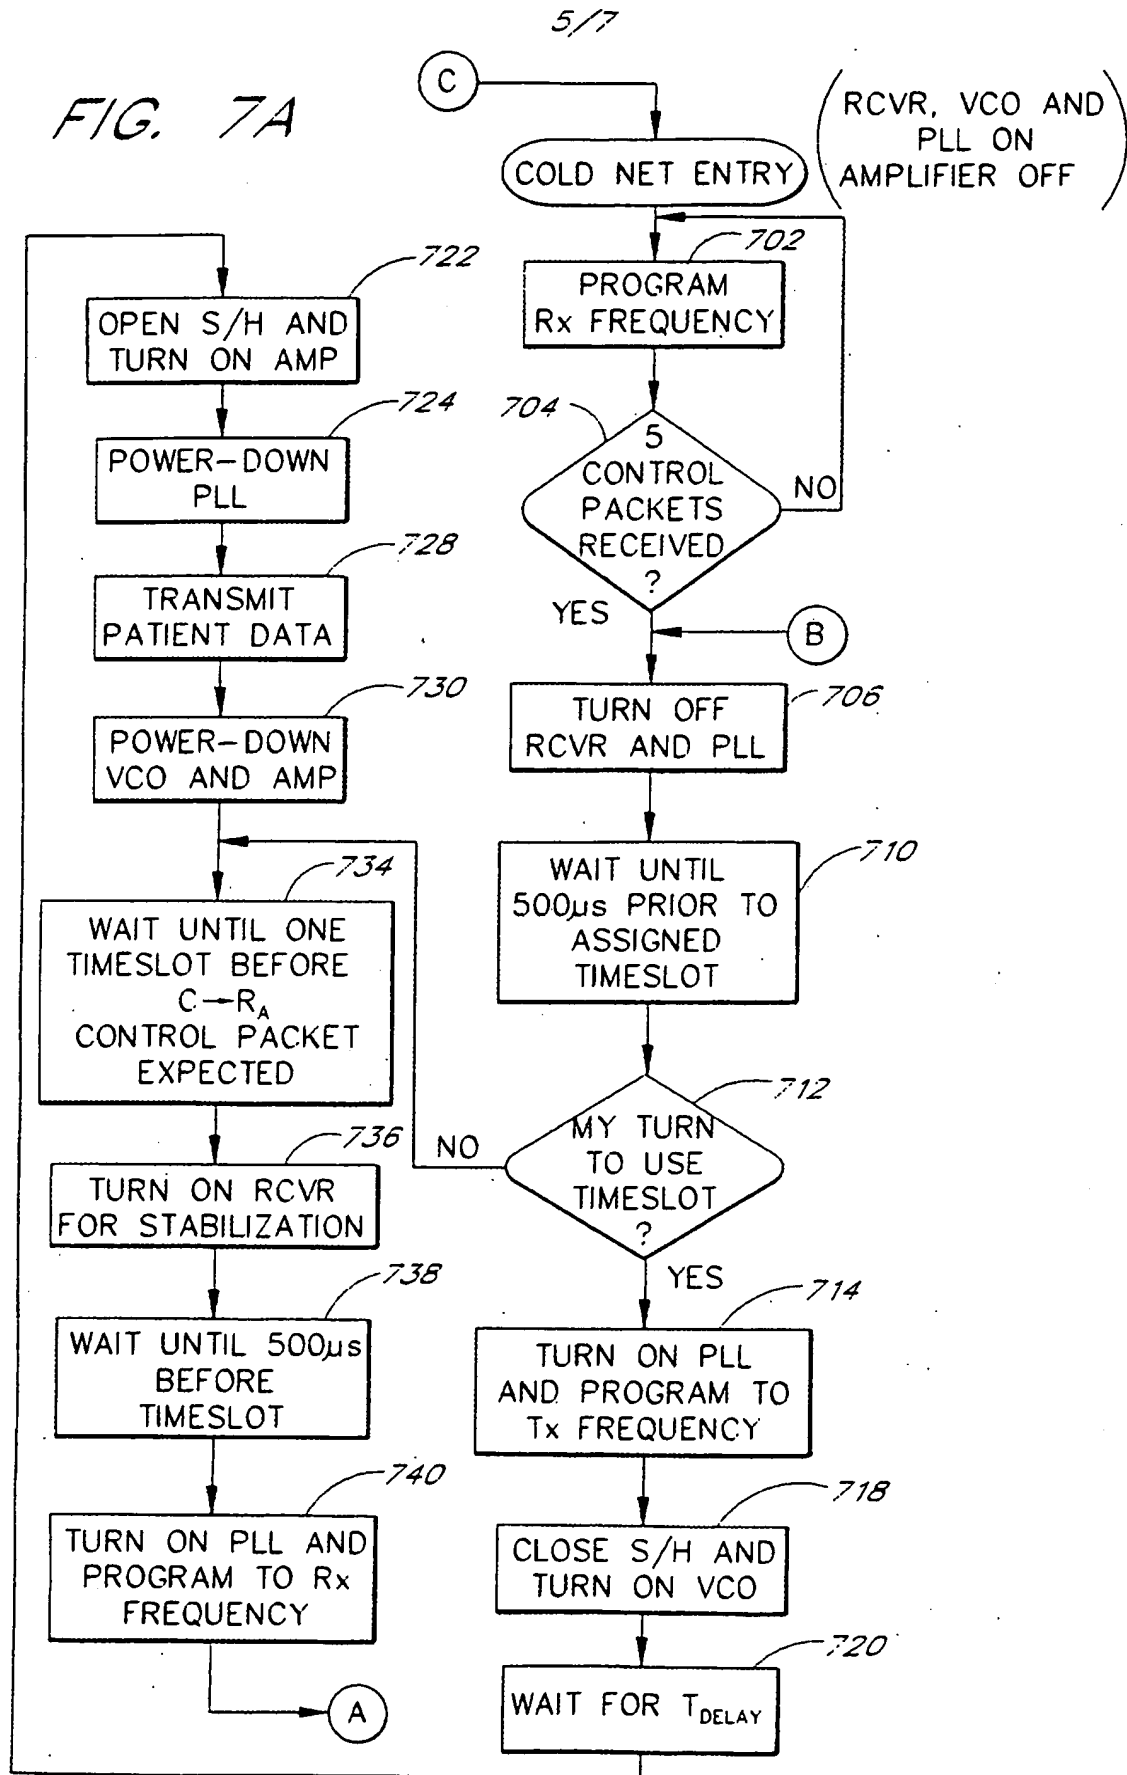 5/7
FIG. 7A
C
COLD NET ENTRY
RCVR, VCO AND
PLL ON
AMPLIFIER OFF
702
PROGRAM
Rx FREQUENCY
704
5
CONTROL
PACKETS
RECEIVED
?
NO
YES
B
706
TURN OFF
RCVR AND PLL
710
WAIT UNTIL
500µs PRIOR TO
ASSIGNED
TIMESLOT
712
MY TURN
TO USE
TIMESLOT
?
NO
YES
714
TURN ON PLL
AND PROGRAM TO
Tx FREQUENCY
718
CLOSE S/H AND
TURN ON VCO
720
WAIT FOR TDELAY
722
OPEN S/H AND
TURN ON AMP
724
POWER-DOWN
PLL
728
TRANSMIT
PATIENT DATA
730
POWER-DOWN
VCO AND AMP
734
WAIT UNTIL ONE
TIMESLOT BEFORE
C→RA
CONTROL PACKET
EXPECTED
736
TURN ON RCVR
FOR STABILIZATION
738
WAIT UNTIL 500µs
BEFORE
TIMESLOT
740
TURN ON PLL AND
PROGRAM TO Rx
FREQUENCY
A